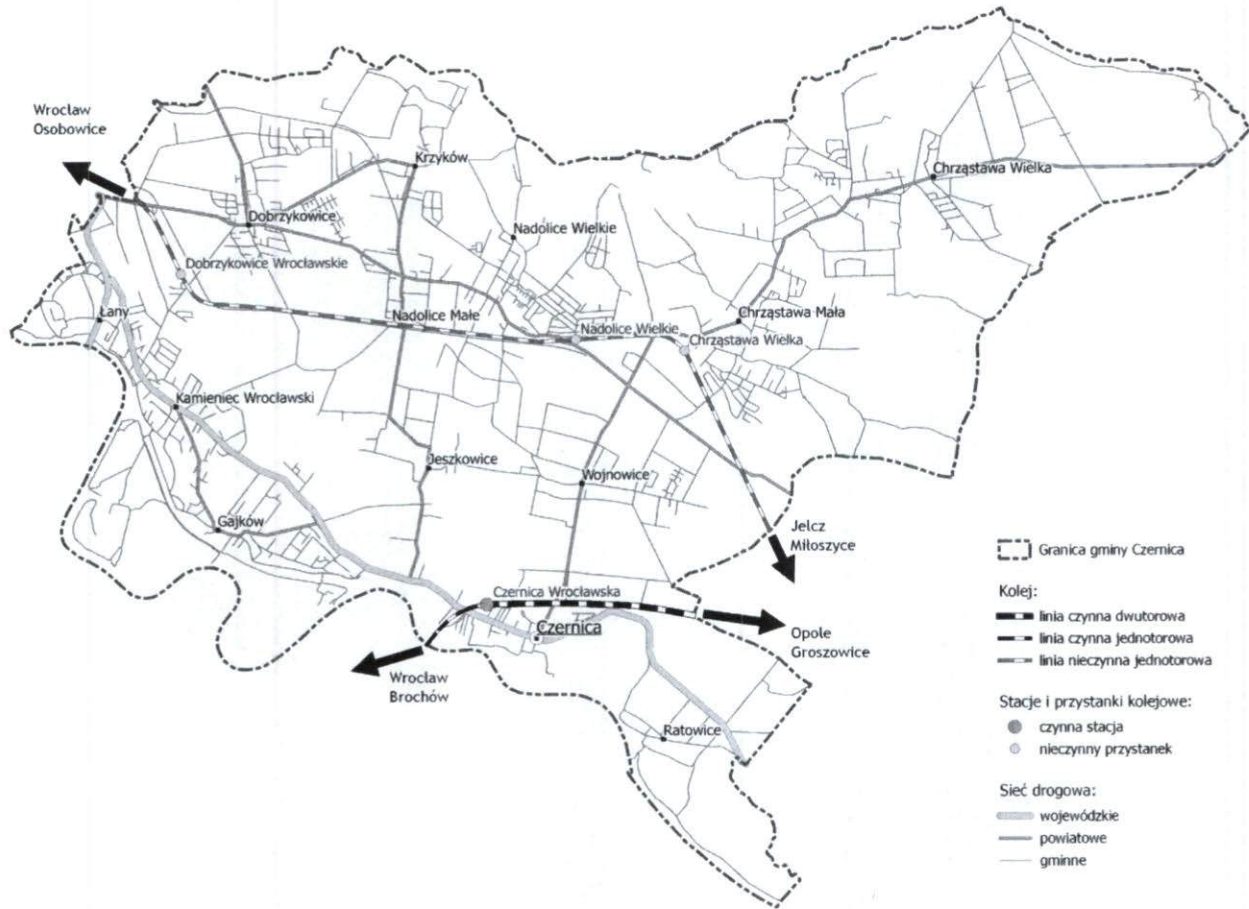 Wrocław
Osobowice
Krzyków
Chrząstawa Wielka
Dobrzykowice
Nadolice Wielkie
Dobrzykowice Wrocławskie
Łany
Nadolice Małe
Chrząstawa Mała
Nadolice Wielkie
Chrząstawa Wielka
Kamieniec Wrocławski
Jeszkowice
Wojnowice
Gajków
Jelcz
Miłoszyce
Czernica Wrocławska
Czernica
Opole
Groszowice
Wrocław
Brochów
Ratowice
Granica gminy Czernica
Kolej:
linia czynna dwutorowa
linia czynna jednotorowa
linia nieczynna jednotorowa
Stacje i przystanki kolejowe:
czynna stacja
nieczynny przystanek
Sieć drogowa:
wojewódzkie
powiatowe
gminne